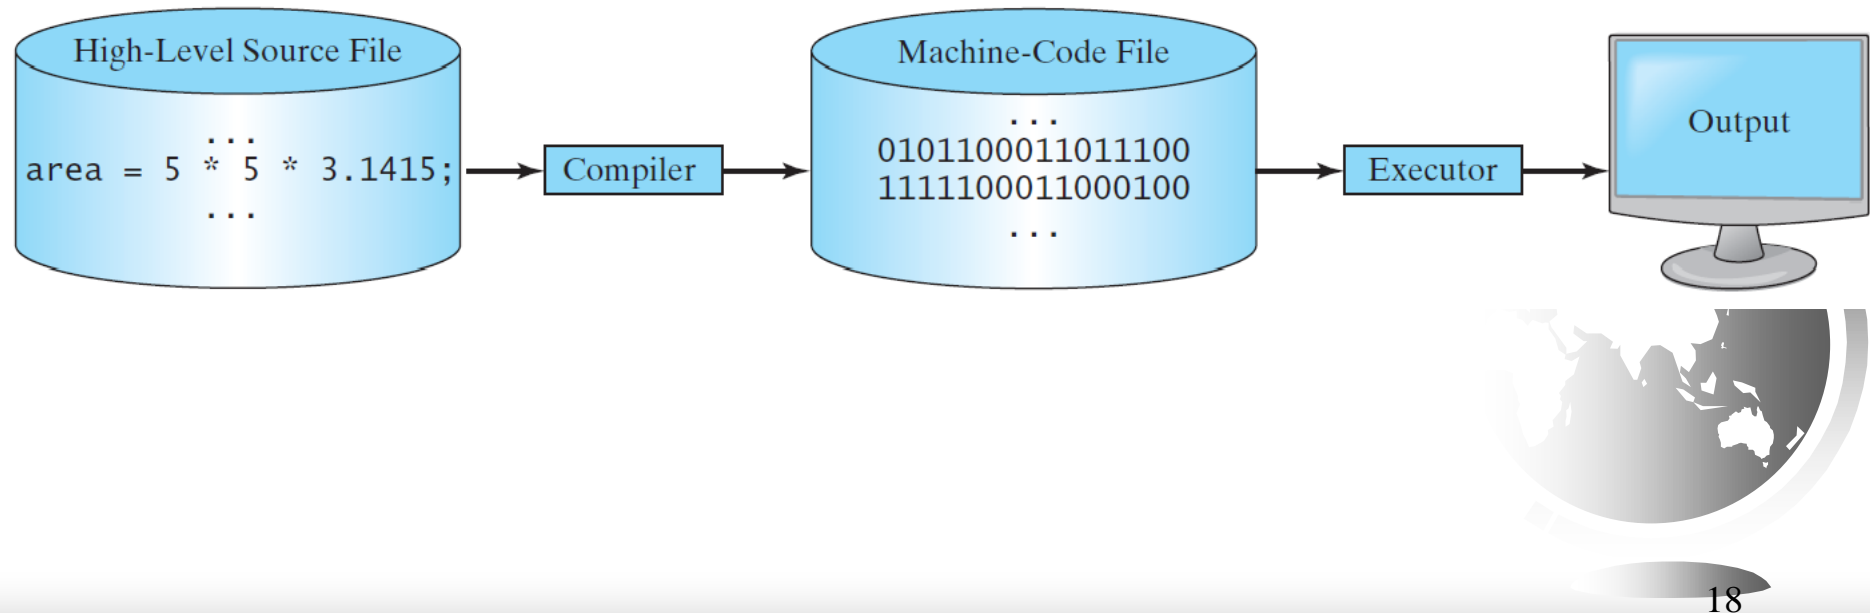 High-Level Source File
...
area = 5 * 5 * 3.1415;
...
Compiler
Machine-Code File
...
0101100011011100
1111100011000100
...
Executor
Output
18